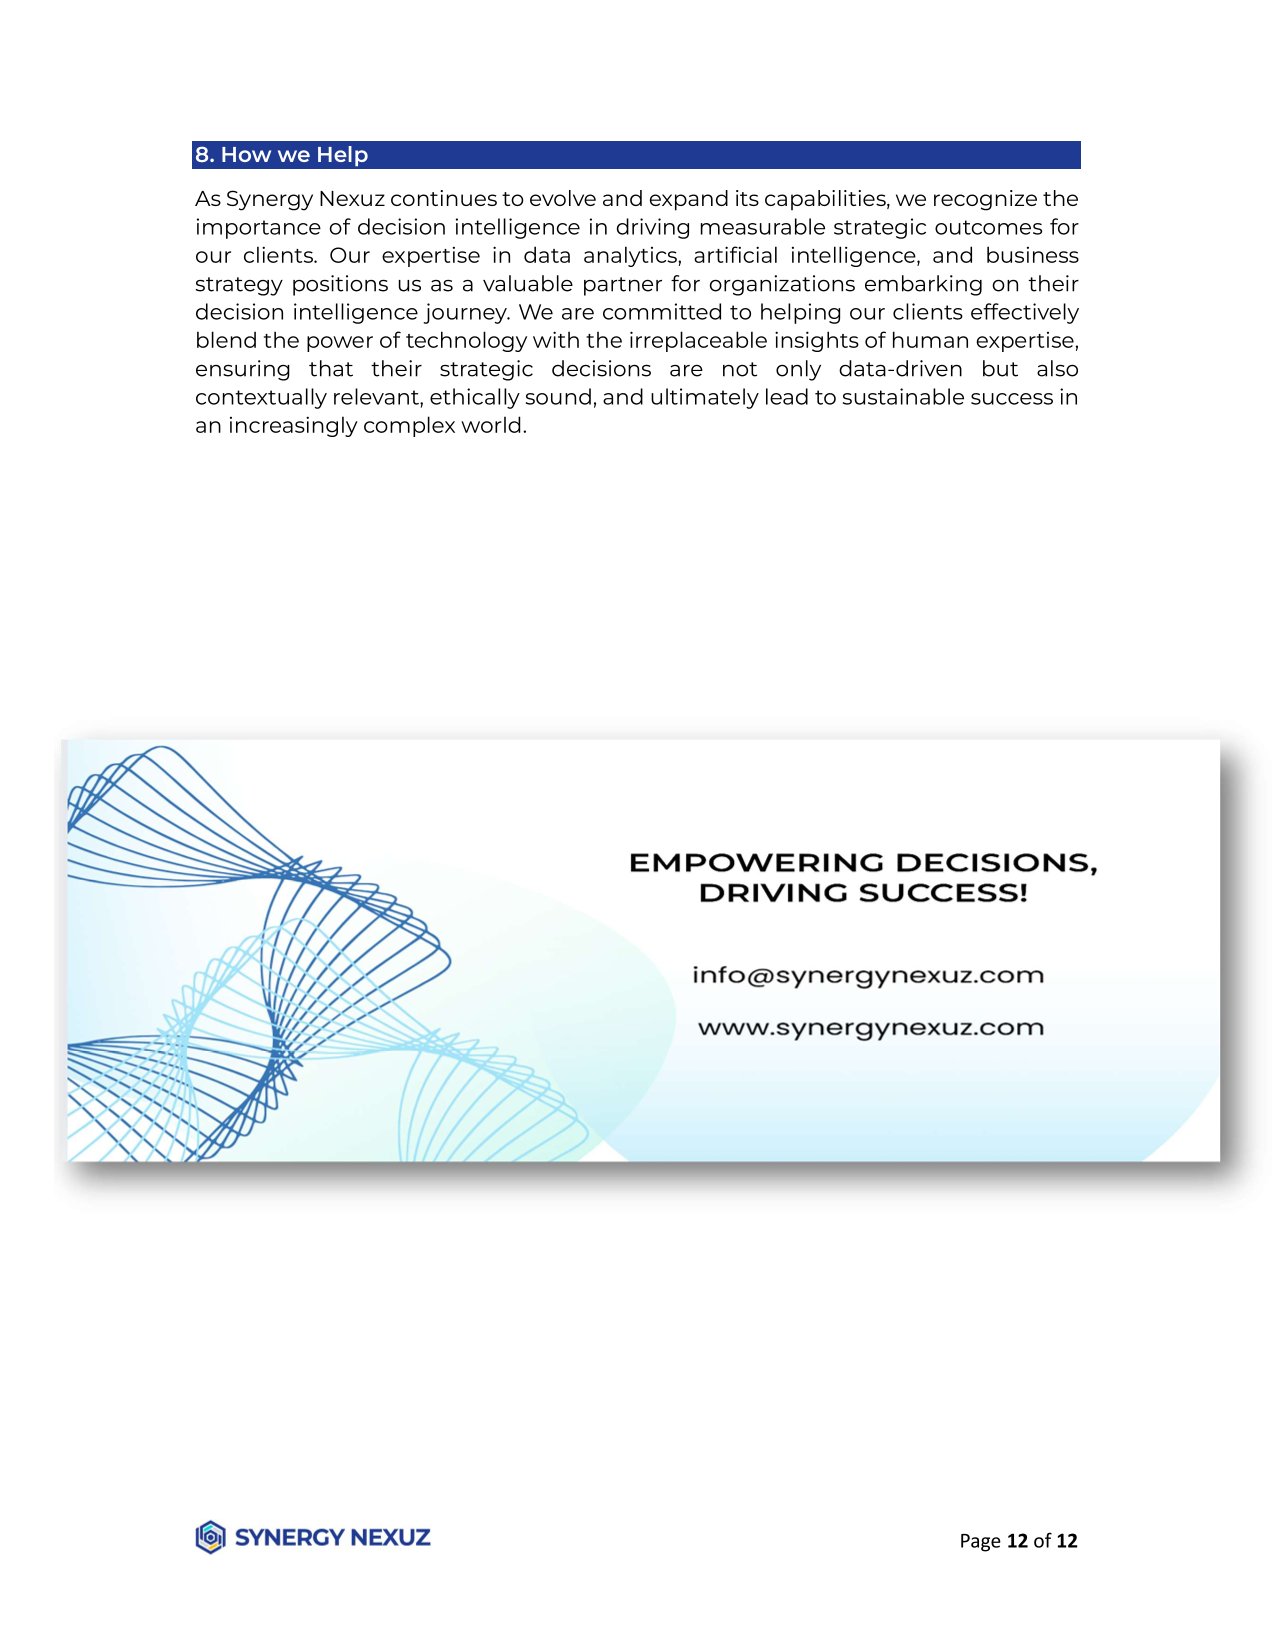 8. How we Help
As Synergy Nexuz continues to evolve and expand its capabilities, we recognize the
importance of decision intelligence in driving measurable strategic outcomes for
our clients. Our expertise in data analytics, artificial intelligence, and business
strategy positions us as a valuable partner for organizations embarking on their
decision intelligence journey. We are committed to helping our clients effectively
blend the power of technology with the irreplaceable insights of human expertise,
ensuring that their strategic decisions are not only data-driven but also
contextually relevant, ethically sound, and ultimately lead to sustainable success in
an increasingly complex world.
EMPOWERING DECISIONS,
DRIVING SUCCESS!
info@synergynexuz.com
www.synergynexuz.com
SYNERGY NEXUZ
Page 12 of 12